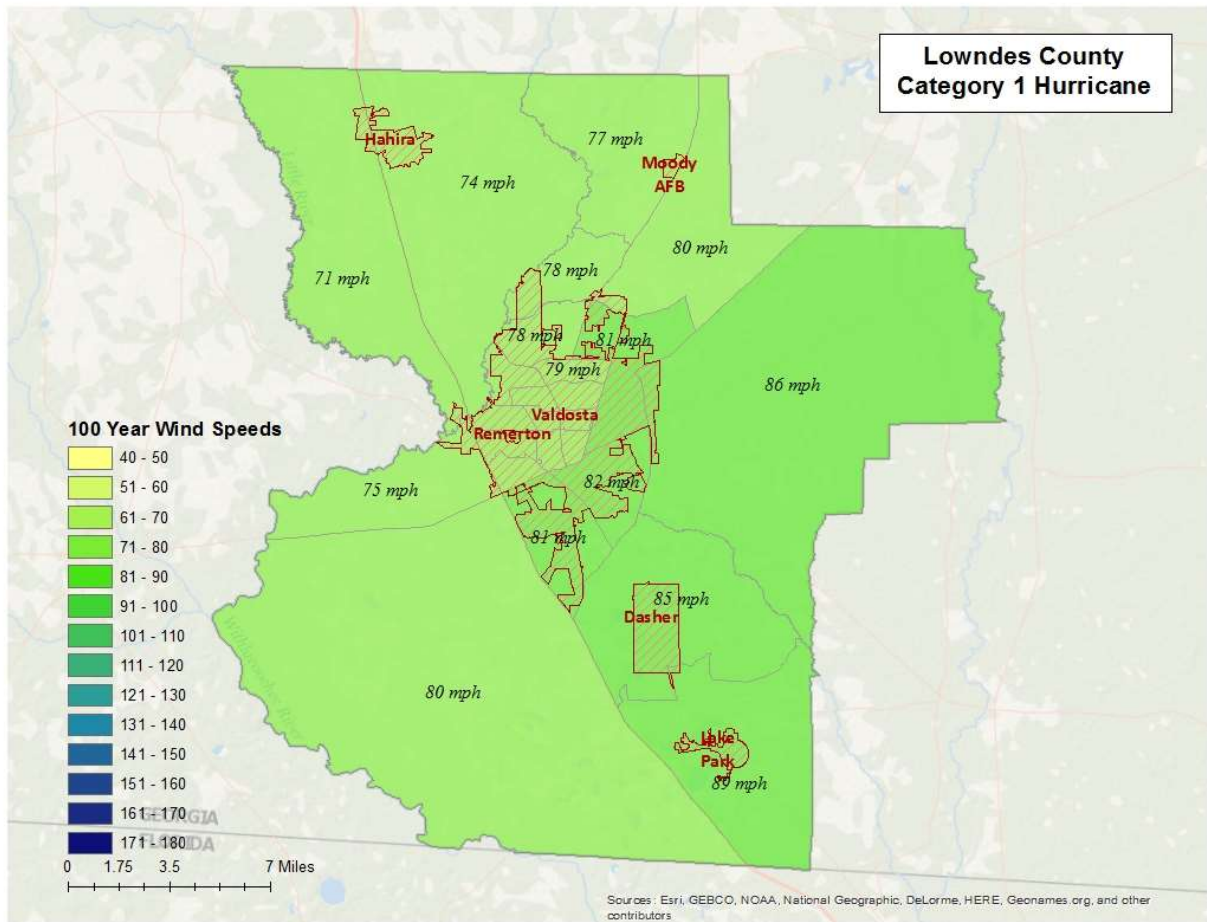 Lowndes County
Category 1 Hurricane
Hahira
77 mph
Moody
AFB
74 mph
Little River
80 mph
71 mph
78 mph
78 mph
81 mph
79 mph
86 mph
Valdosta
Remerton
75 mph
82 mph
81 mph
85 mph
Dasher
80 mph
Withlacoochee River
Lake
Park
89 mph
100 Year Wind Speeds
40 - 50
51 - 60
61 - 70
71 - 80
81 - 90
91 - 100
101 - 110
111 - 120
121 - 130
131 - 140
141 - 150
151 - 160
161 - 170
171 - 180
GEORGIA
FLORIDA
0 1.75 3.5 7 Miles
Sources: Esri, GEBCO, NOAA, National Geographic, DeLorme, HERE, Geonames.org, and other
contributors